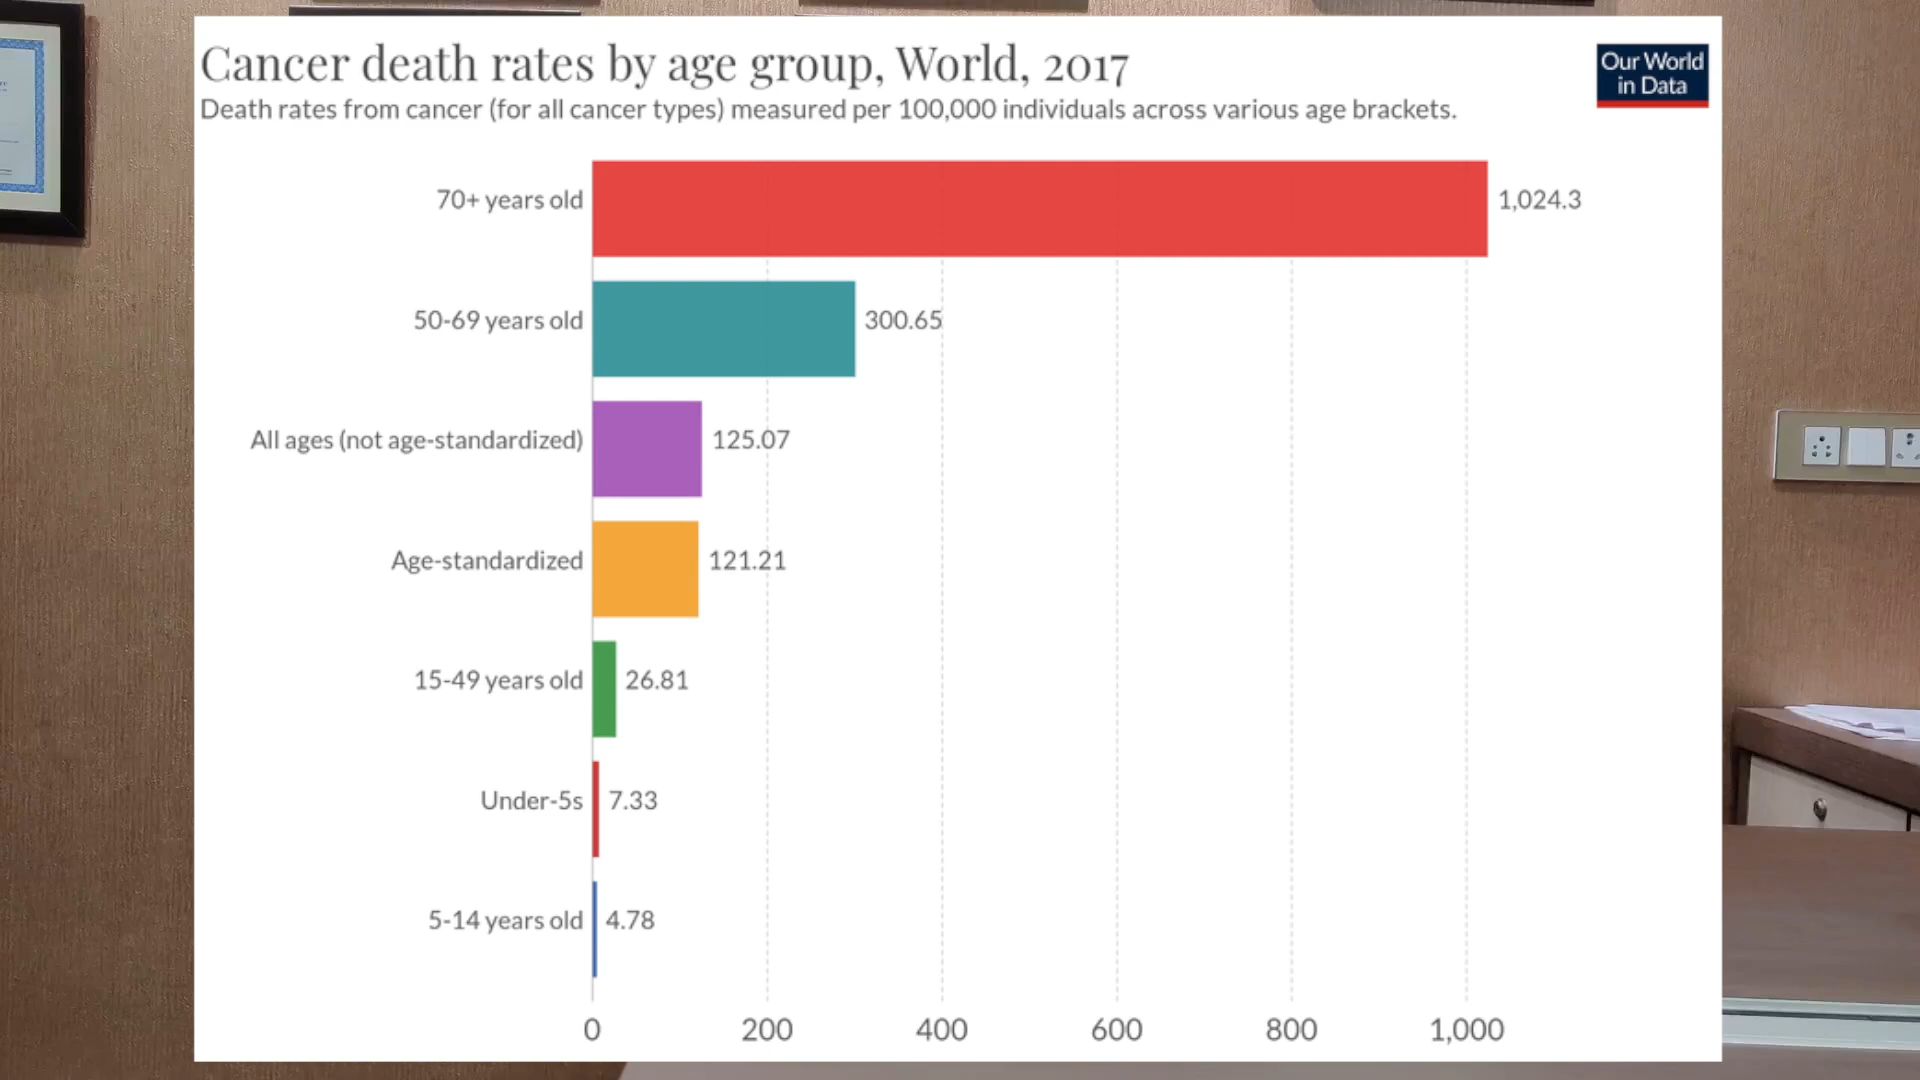 Cancer death rates by age group, World, 2017
Our World
in Data
Death rates from cancer (for all cancer types) measured per 100,000 individuals across various age brackets.
70+ years old 1,024.3
50-69 years old 300.65
All ages (not age-standardized) 125.07
Age-standardized 121.21
15-49 years old 26.81
Under-5s 7.33
5-14 years old 4.78
0 200 400 600 800 1,000